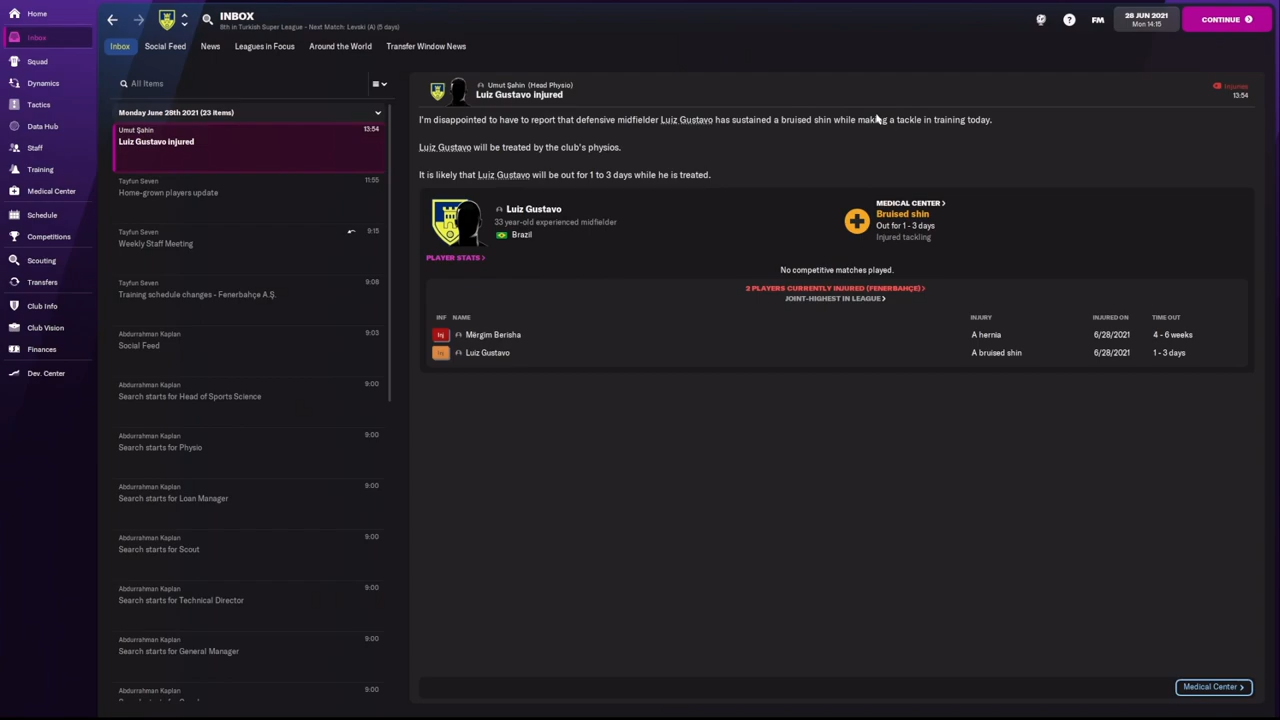 Home
Inbox
Squad
Dynamics
Tactics
Data Hub
Staff
Training
Medical Center
Schedule
Competitions
Scouting
Transfers
Club Info
Club Vision
Finances
Dev. Center
INBOX
8th in Turkish Super League - Next Match: Levski (A) (5 days)
FM
28 JUN 2021
Mon 14:15
CONTINUE
Inbox
Social Feed
News
Leagues in Focus
Around the World
Transfer Window News
All Items
Monday June 28th 2021 (23 items)
Umut Şahin 13:54
Luiz Gustavo injured
Tayfun Seven 11:55
Home-grown players update
Tayfun Seven 9:15
Weekly Staff Meeting
Tayfun Seven 9:08
Training schedule changes - Fenerbahçe A.Ş.
Abdurrahman Kaplan 9:03
Social Feed
Abdurrahman Kaplan 9:00
Search starts for Head of Sports Science
Abdurrahman Kaplan 9:00
Search starts for Physio
Abdurrahman Kaplan 9:00
Search starts for Loan Manager
Abdurrahman Kaplan 9:00
Search starts for Scout
Abdurrahman Kaplan 9:00
Search starts for Technical Director
Abdurrahman Kaplan 9:00
Search starts for General Manager
Abdurrahman Kaplan 9:00
Umut Şahin (Head Physio)
Luiz Gustavo injured
Injuries
13:54
I'm disappointed to have to report that defensive midfielder Luiz Gustavo has sustained a bruised shin while making a tackle in training today.
Luiz Gustavo will be treated by the club's physios.
It is likely that Luiz Gustavo will be out for 1 to 3 days while he is treated.
Luiz Gustavo
33 year-old experienced midfielder
Brazil
PLAYER STATS >
MEDICAL CENTER >
Bruised shin
Out for 1 - 3 days
Injured tackling
No competitive matches played.
2 PLAYERS CURRENTLY INJURED (FENERBAHÇE) >
JOINT-HIGHEST IN LEAGUE >
INF NAME INJURY INJURED ON TIME OUT
Inj Mërgim Berisha A hernia 6/28/2021 4 - 6 weeks
Inj Luiz Gustavo A bruised shin 6/28/2021 1 - 3 days
Medical Center >